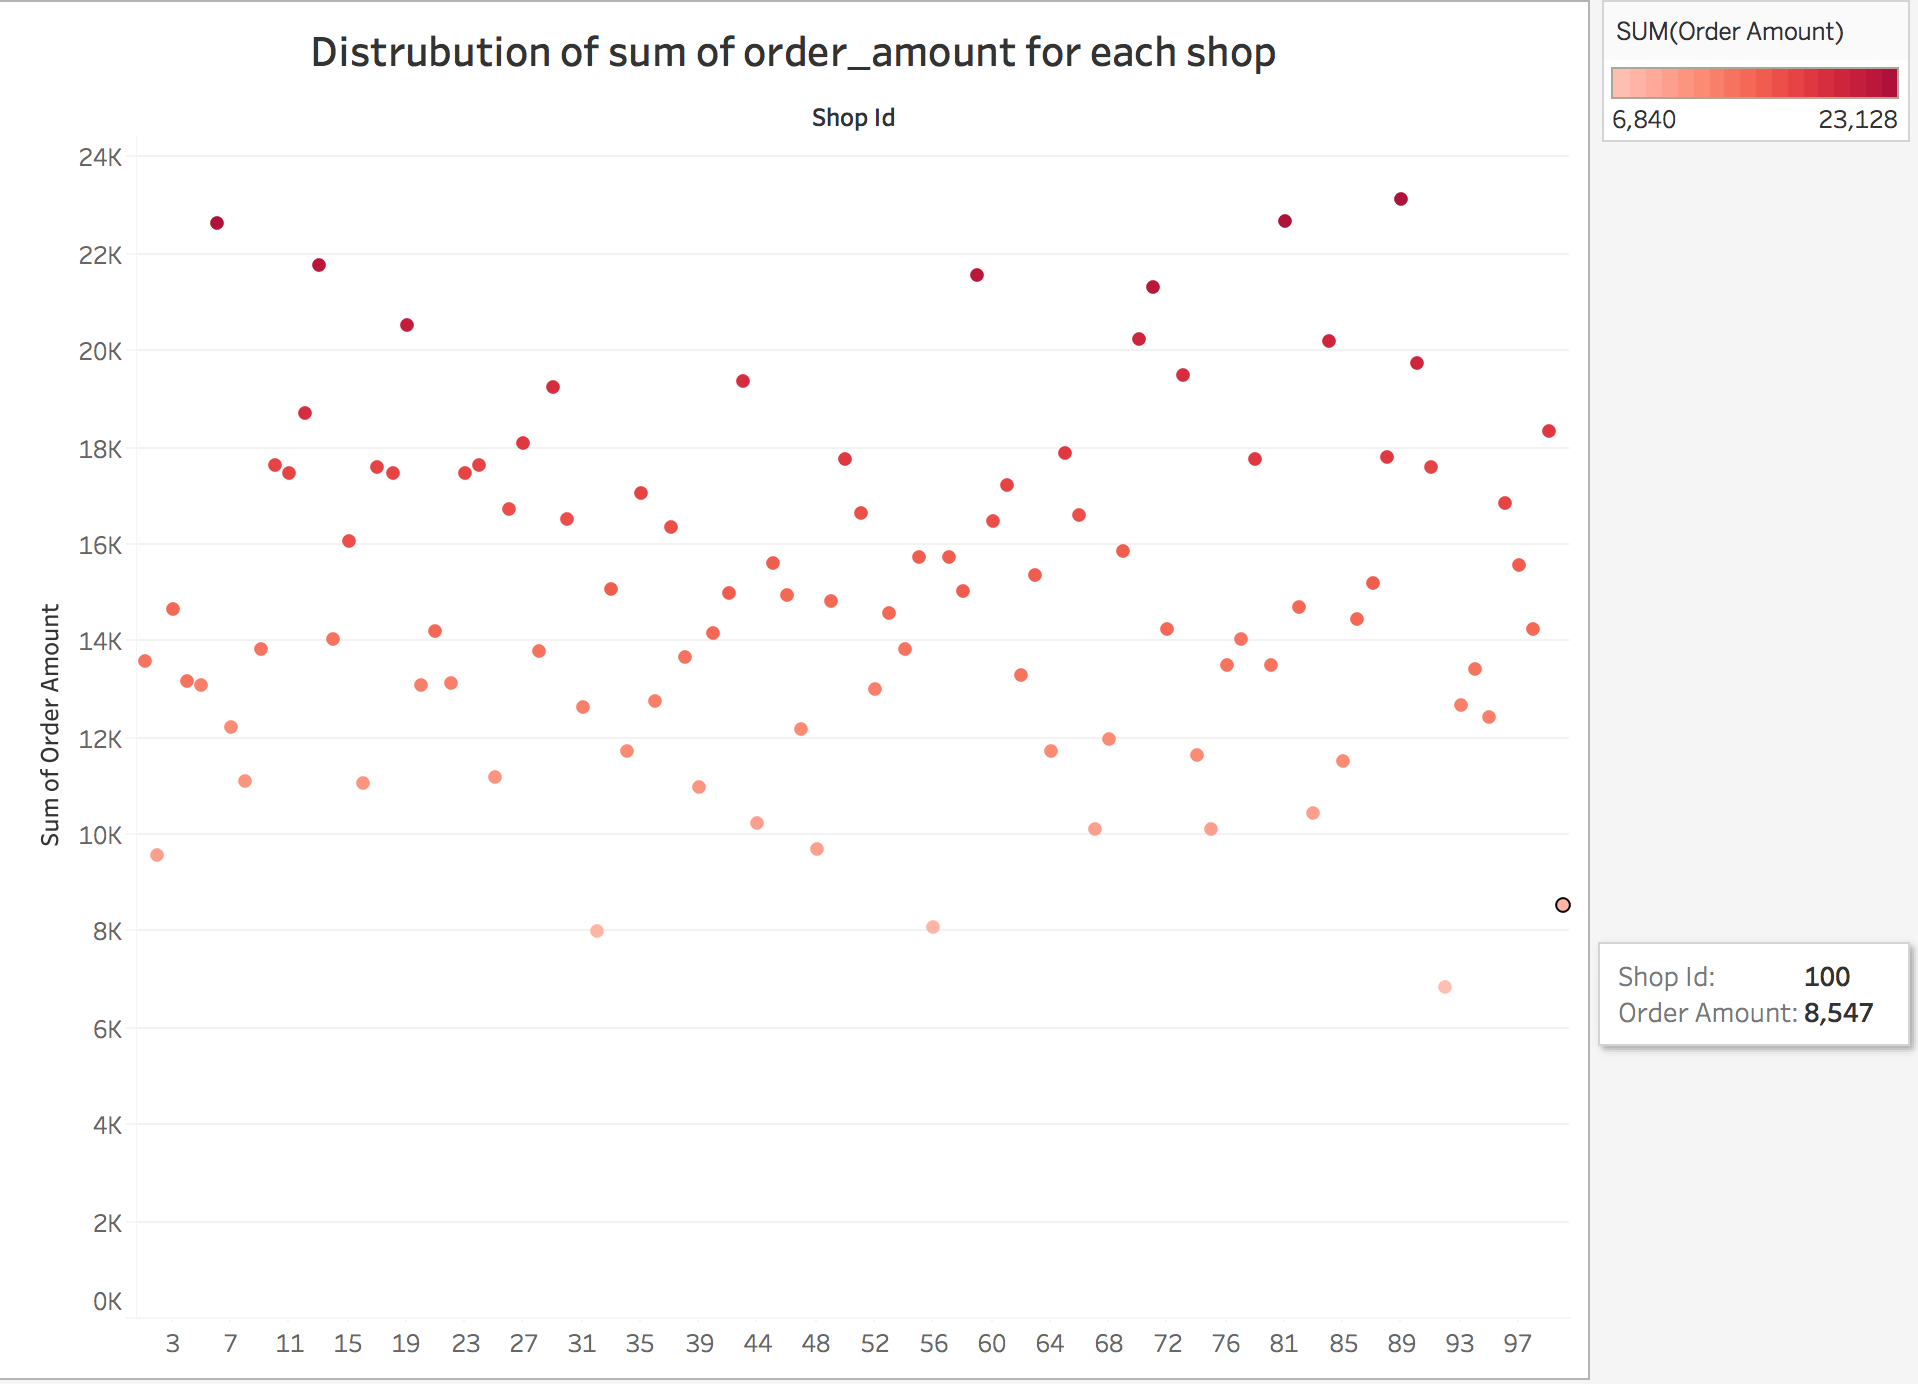 Distrubution of sum of order_amount for each shop
Shop Id
24K
22K
20K
18K
16K
14K
12K
10K
8K
6K
4K
2K
0K
Sum of Order Amount
3 7 11 15 19 23 27 31 35 39 44 48 52 56 60 64 68 72 76 81 85 89 93 97
SUM(Order Amount)
6,840 23,128
Shop Id: 100
Order Amount: 8,547